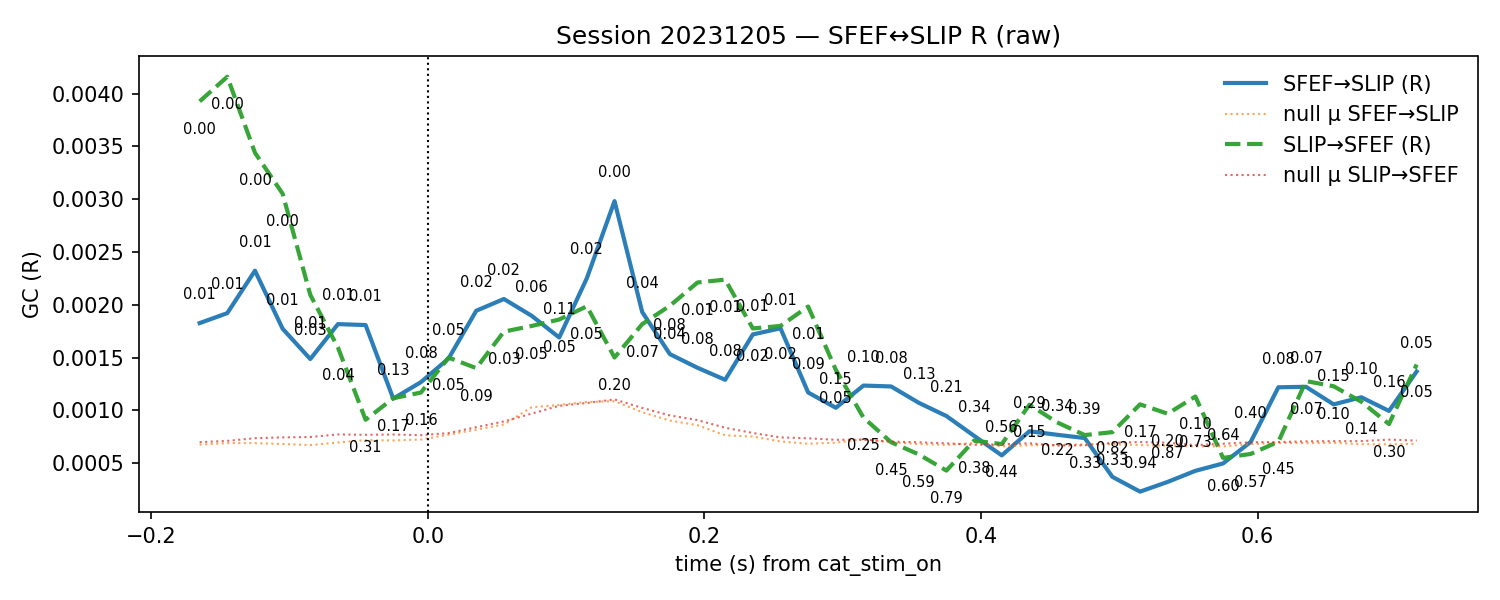 Session 20231205 — SFEF↔SLIP R (raw)
GC (R)
0.0040
0.0035
0.0030
0.0025
0.0020
0.0015
0.0010
0.0005
SFEF→SLIP (R)
null μ SFEF→SLIP
SLIP→SFEF (R)
null μ SLIP→SFEF
0.01 0.01 0.01 0.01 0.03 0.01 0.01 0.13 0.08 0.05 0.02 0.02 0.06 0.11 0.02 0.00 0.04 0.08 0.08 0.08 0.02 0.02 0.09 0.15 0.10 0.08 0.13 0.21 0.34 0.56 0.29 0.34 0.39 0.82 0.94 0.87 0.73 0.64 0.40 0.08 0.07 0.15 0.10 0.16 0.05
0.00 0.00 0.00 0.00 0.01 0.04 0.31 0.17 0.16 0.05 0.09 0.03 0.05 0.05 0.05 0.20 0.07 0.04 0.01 0.01 0.01 0.01 0.01 0.05 0.25 0.45 0.59 0.79 0.38 0.44 0.15 0.22 0.33 0.33 0.17 0.20 0.10 0.60 0.57 0.45 0.07 0.10 0.14 0.30 0.05
−0.2 0.0 0.2 0.4 0.6
time (s) from cat_stim_on